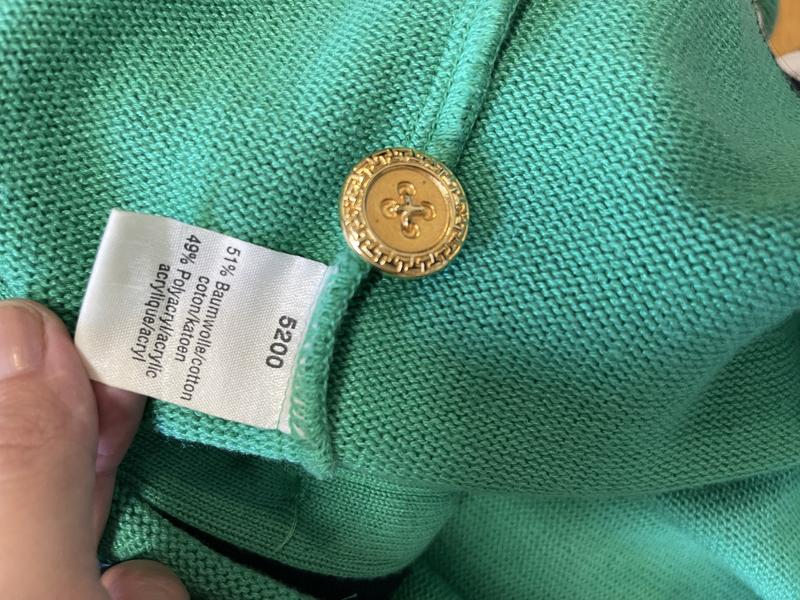 5200
51% Baumwolle/cotton
coton/katoen
49% Polyacryl/acrylic
acrylique/acryl